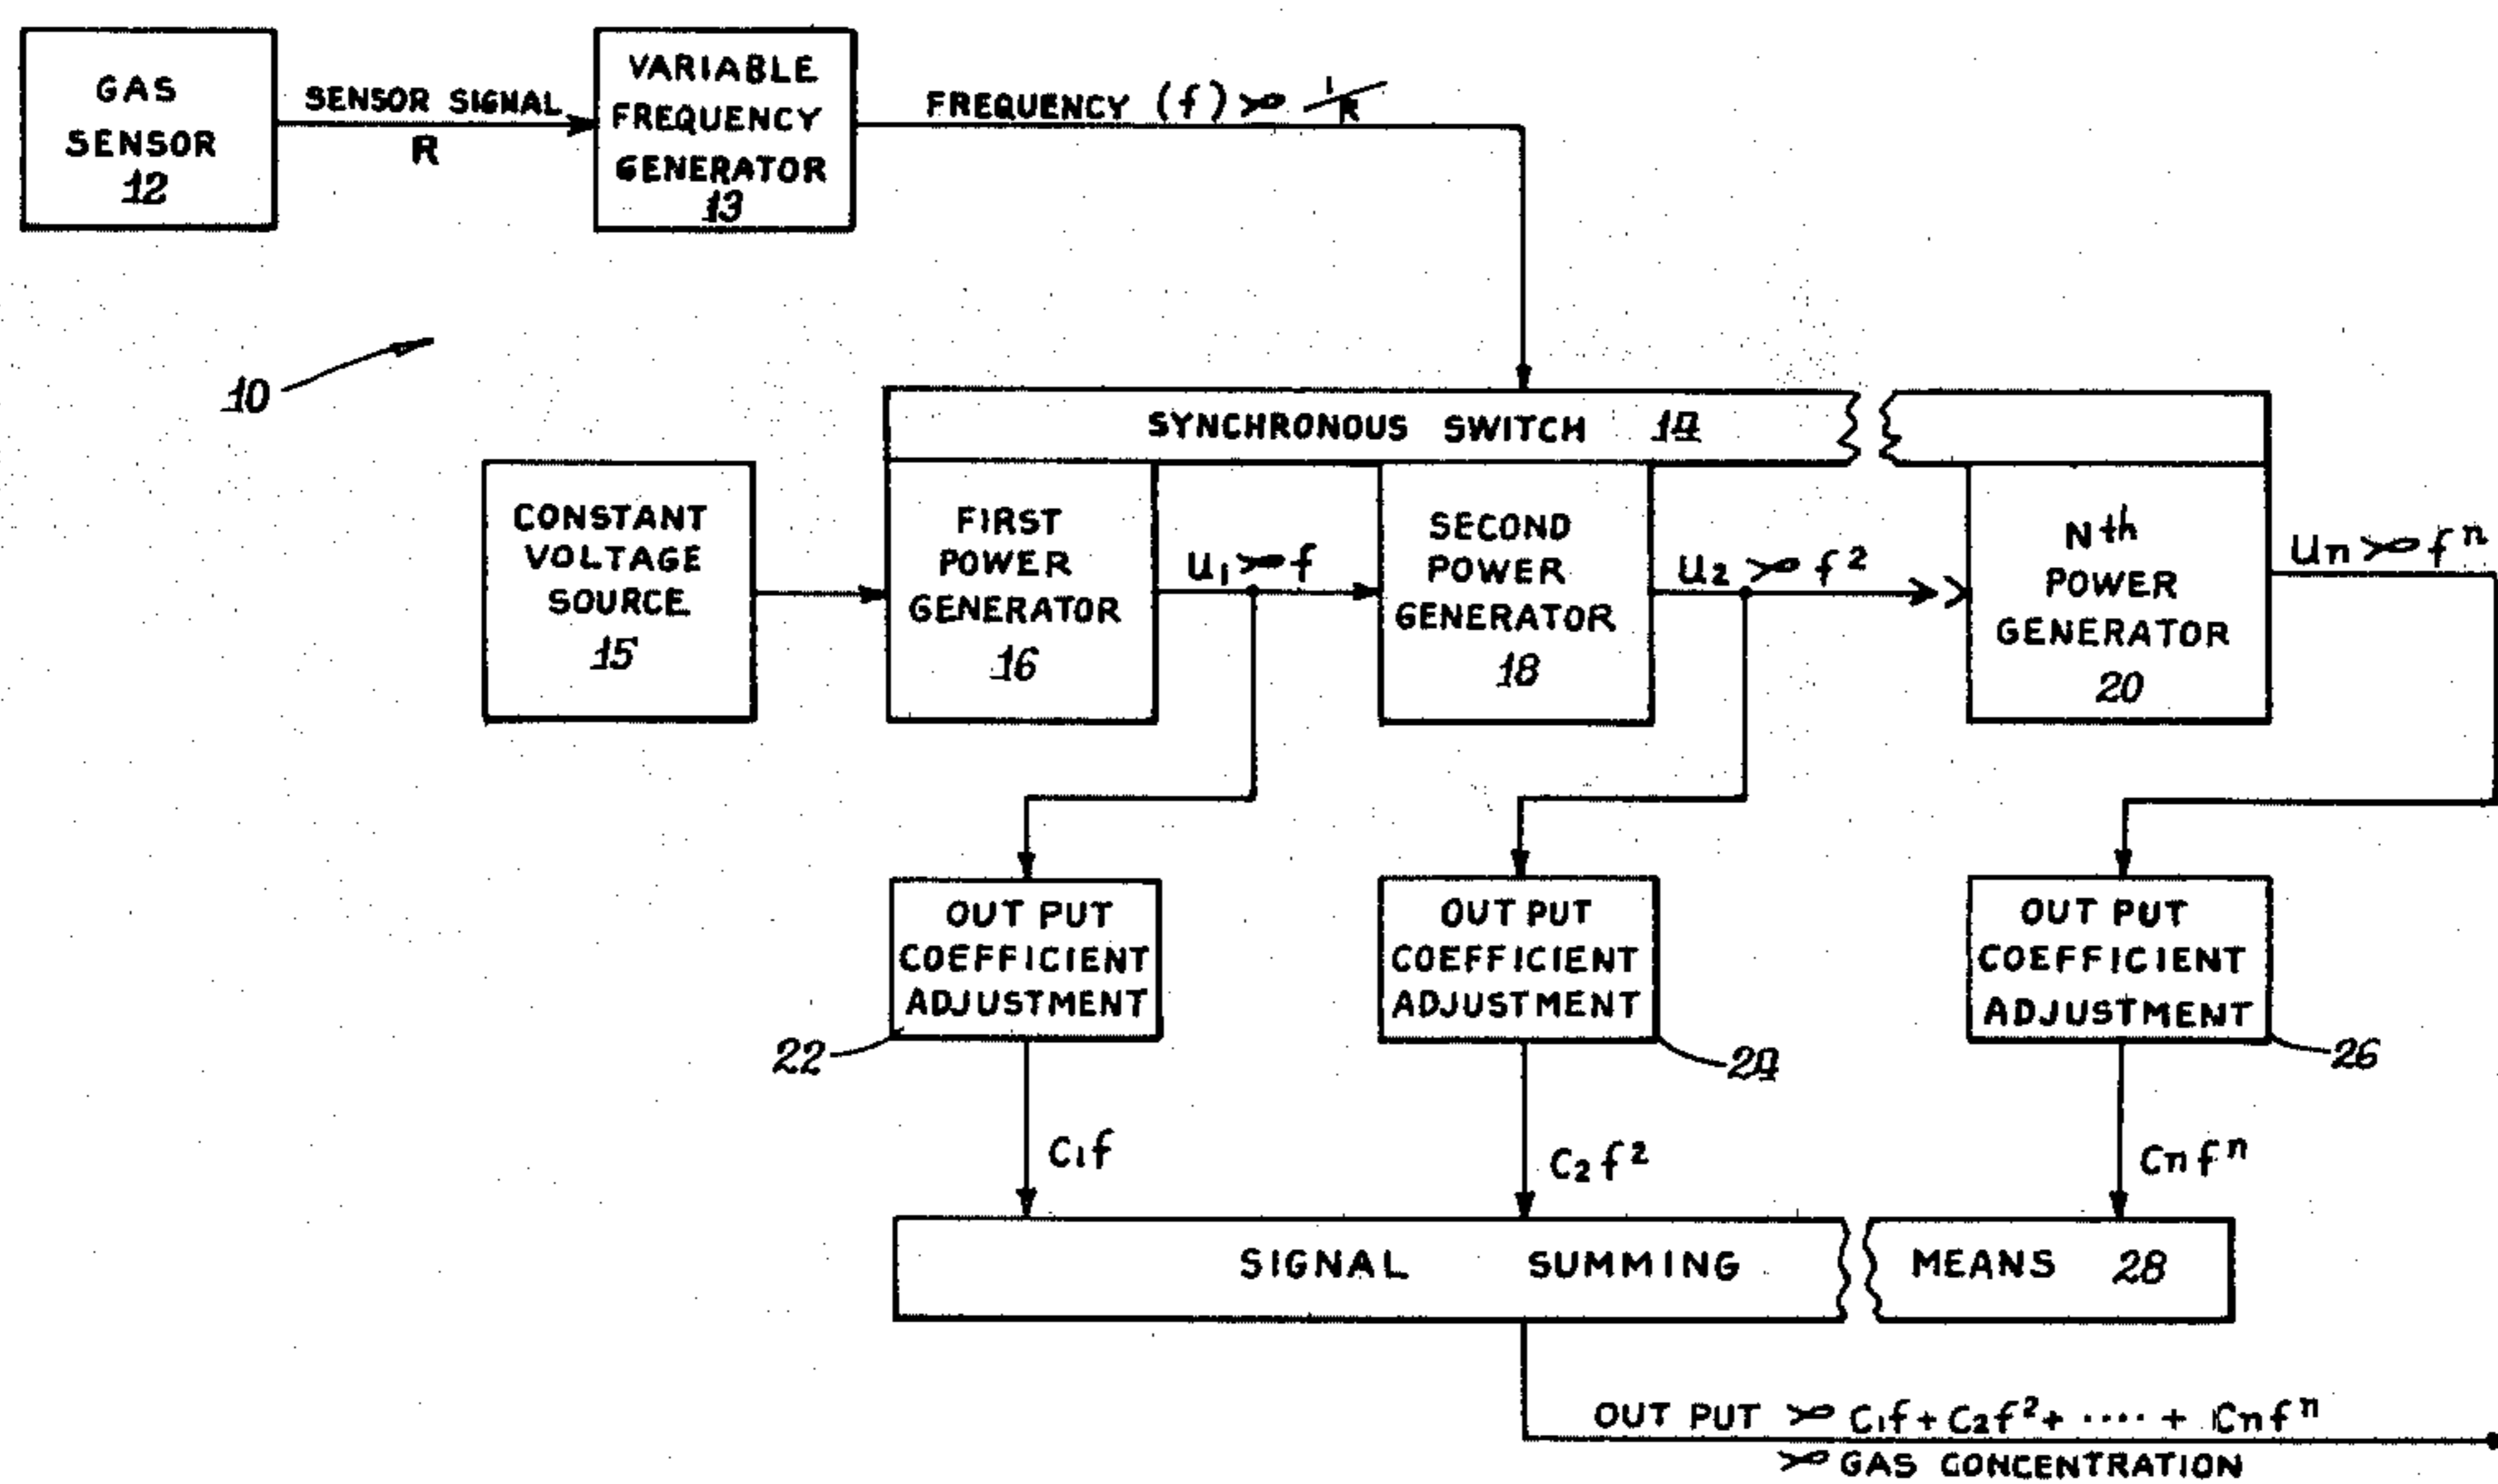 GAS
SENSOR
12
SENSOR SIGNAL
R
VARIABLE
FREQUENCY
GENERATOR
13
FREQUENCY (f) ∝ 1/R
10
SYNCHRONOUS SWITCH 14
CONSTANT
VOLTAGE
SOURCE
15
FIRST
POWER
GENERATOR
16
u₁ ∝ f
SECOND
POWER
GENERATOR
18
u₂ ∝ f²
Nth
POWER
GENERATOR
20
un ∝ fⁿ
OUT PUT
COEFFICIENT
ADJUSTMENT
22
OUT PUT
COEFFICIENT
ADJUSTMENT
24
OUT PUT
COEFFICIENT
ADJUSTMENT
26
C₁f
C₂f²
Cnfⁿ
SIGNAL SUMMING MEANS 28
OUT PUT ∝ C₁f + C₂f² + ···· + Cnfⁿ
∝ GAS CONCENTRATION